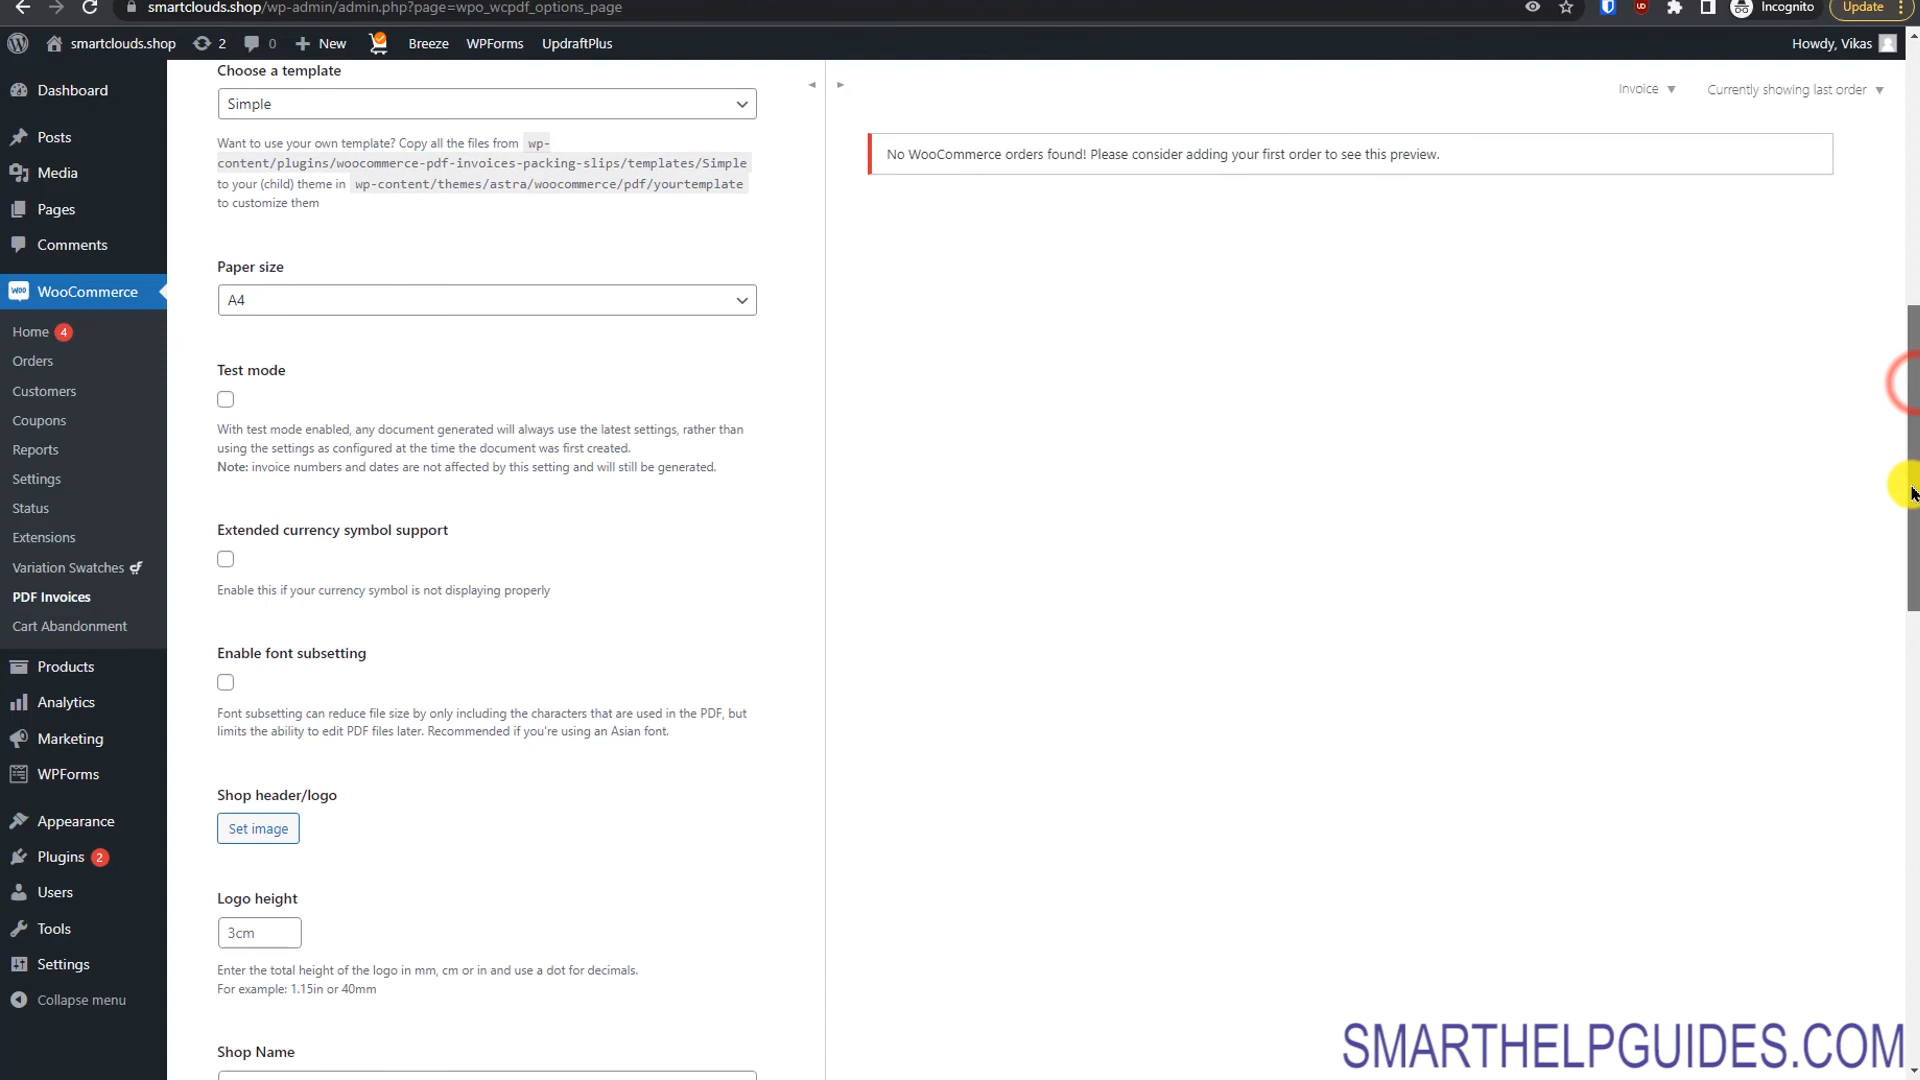 smartclouds.shop/wp-admin/admin.php?page=wpo_wcpdf_options_page
Incognito
Update
smartclouds.shop
2
0
New
Breeze
WPForms
UpdraftPlus
Howdy, Vikas
Dashboard
Posts
Media
Pages
Comments
WooCommerce
Home 4
Orders
Customers
Coupons
Reports
Settings
Status
Extensions
Variation Swatches
PDF Invoices
Cart Abandonment
Products
Analytics
Marketing
WPForms
Appearance
Plugins 2
Users
Tools
Settings
Collapse menu
Choose a template
Simple
Want to use your own template? Copy all the files from wp-
content/plugins/woocommerce-pdf-invoices-packing-slips/templates/Simple
to your (child) theme in wp-content/themes/astra/woocommerce/pdf/yourtemplate
to customize them
Paper size
A4
Test mode
With test mode enabled, any document generated will always use the latest settings, rather than
using the settings as configured at the time the document was first created.
Note: invoice numbers and dates are not affected by this setting and will still be generated.
Extended currency symbol support
Enable this if your currency symbol is not displaying properly
Enable font subsetting
Font subsetting can reduce file size by only including the characters that are used in the PDF, but
limits the ability to edit PDF files later. Recommended if you're using an Asian font.
Shop header/logo
Set image
Logo height
3cm
Enter the total height of the logo in mm, cm or in and use a dot for decimals.
For example: 1.15in or 40mm
Shop Name
Invoice
Currently showing last order
No WooCommerce orders found! Please consider adding your first order to see this preview.
SMARTHELPGUIDES.COM